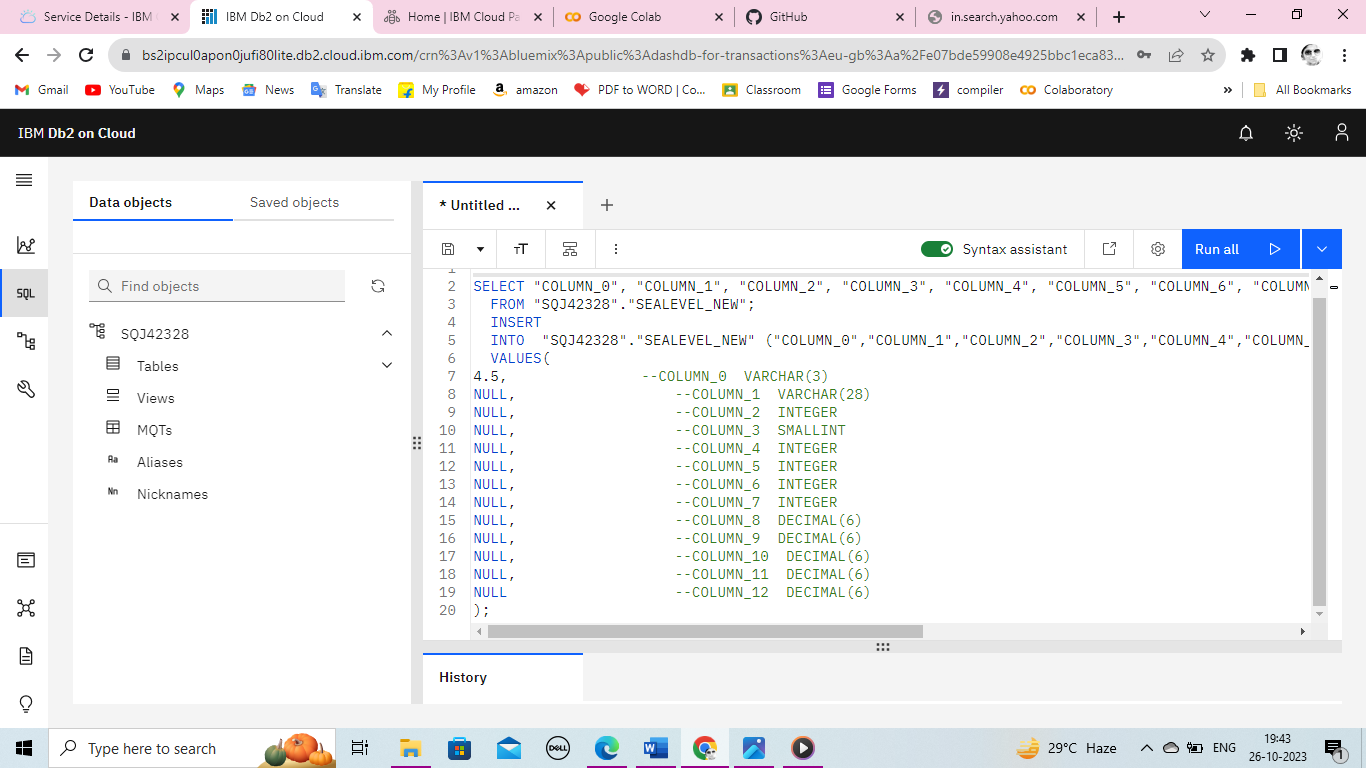 Service Details - IBM
IBM Db2 on Cloud
Home | IBM Cloud Pa
Google Colab
GitHub
in.search.yahoo.com
bs2ipcul0apon0jufi80lite.db2.cloud.ibm.com/crn%3Av1%3Abluemix%3Apublic%3Adashdb-for-transactions%3Aeu-gb%3Aa%2Fe07bde59908e4925bbc1eca83...
Gmail
YouTube
Maps
News
Translate
My Profile
amazon
PDF to WORD | Co...
Classroom
Google Forms
compiler
Colaboratory
»
All Bookmarks
IBM Db2 on Cloud
SQL
Data objects
Saved objects
Find objects
SQJ42328
Tables
Views
MQTs
Aa Aliases
Nn Nicknames
* Untitled ...
Syntax assistant
Run all
1
2 SELECT "COLUMN_0", "COLUMN_1", "COLUMN_2", "COLUMN_3", "COLUMN_4", "COLUMN_5", "COLUMN_6", "COLUMN
3 FROM "SQJ42328"."SEALEVEL_NEW";
4 INSERT
5 INTO "SQJ42328"."SEALEVEL_NEW" ("COLUMN_0","COLUMN_1","COLUMN_2","COLUMN_3","COLUMN_4","COLUMN_
6 VALUES(
7 4.5, --COLUMN_0 VARCHAR(3)
8 NULL, --COLUMN_1 VARCHAR(28)
9 NULL, --COLUMN_2 INTEGER
10 NULL, --COLUMN_3 SMALLINT
11 NULL, --COLUMN_4 INTEGER
12 NULL, --COLUMN_5 INTEGER
13 NULL, --COLUMN_6 INTEGER
14 NULL, --COLUMN_7 INTEGER
15 NULL, --COLUMN_8 DECIMAL(6)
16 NULL, --COLUMN_9 DECIMAL(6)
17 NULL, --COLUMN_10 DECIMAL(6)
18 NULL, --COLUMN_11 DECIMAL(6)
19 NULL --COLUMN_12 DECIMAL(6)
20 );
History
Type here to search
DELL
29°C Haze
ENG
19:43
26-10-2023
1